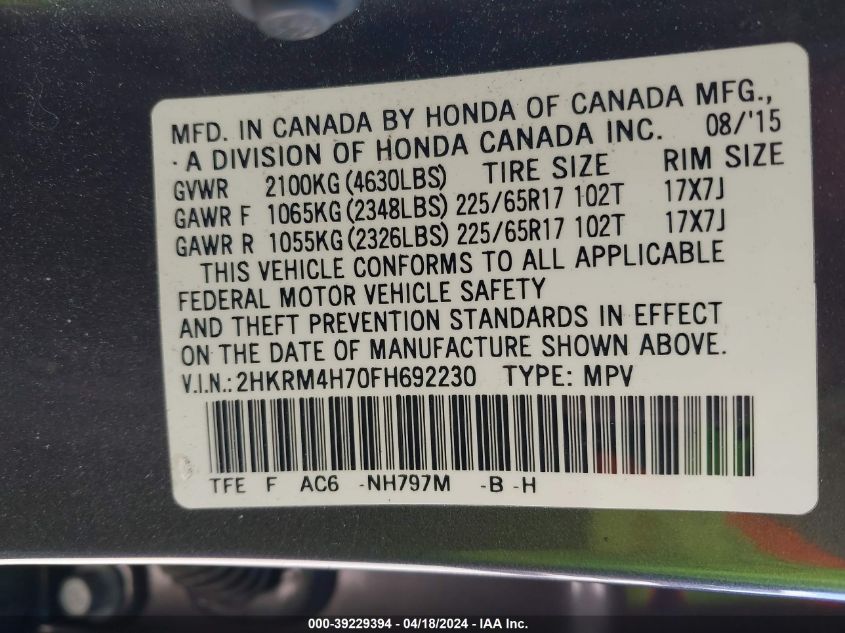 MFD. IN CANADA BY HONDA OF CANADA MFG.,
·A DIVISION OF HONDA CANADA INC. 08/'15
GVWR 2100KG(4630LBS) TIRE SIZE RIM SIZE
GAWR F 1065KG(2348LBS) 225/65R17 102T 17X7J
GAWR R 1055KG(2326LBS) 225/65R17 102T 17X7J
THIS VEHICLE CONFORMS TO ALL APPLICABLE
FEDERAL MOTOR VEHICLE SAFETY
AND THEFT PREVENTION STANDARDS IN EFFECT
ON THE DATE OF MANUFACTURE SHOWN ABOVE.
V.I.N.:2HKRM4H70FH692230 TYPE: MPV
TFE F AC6 -NH797M -B -H
000-39229394 - 04/18/2024 - IAA Inc.